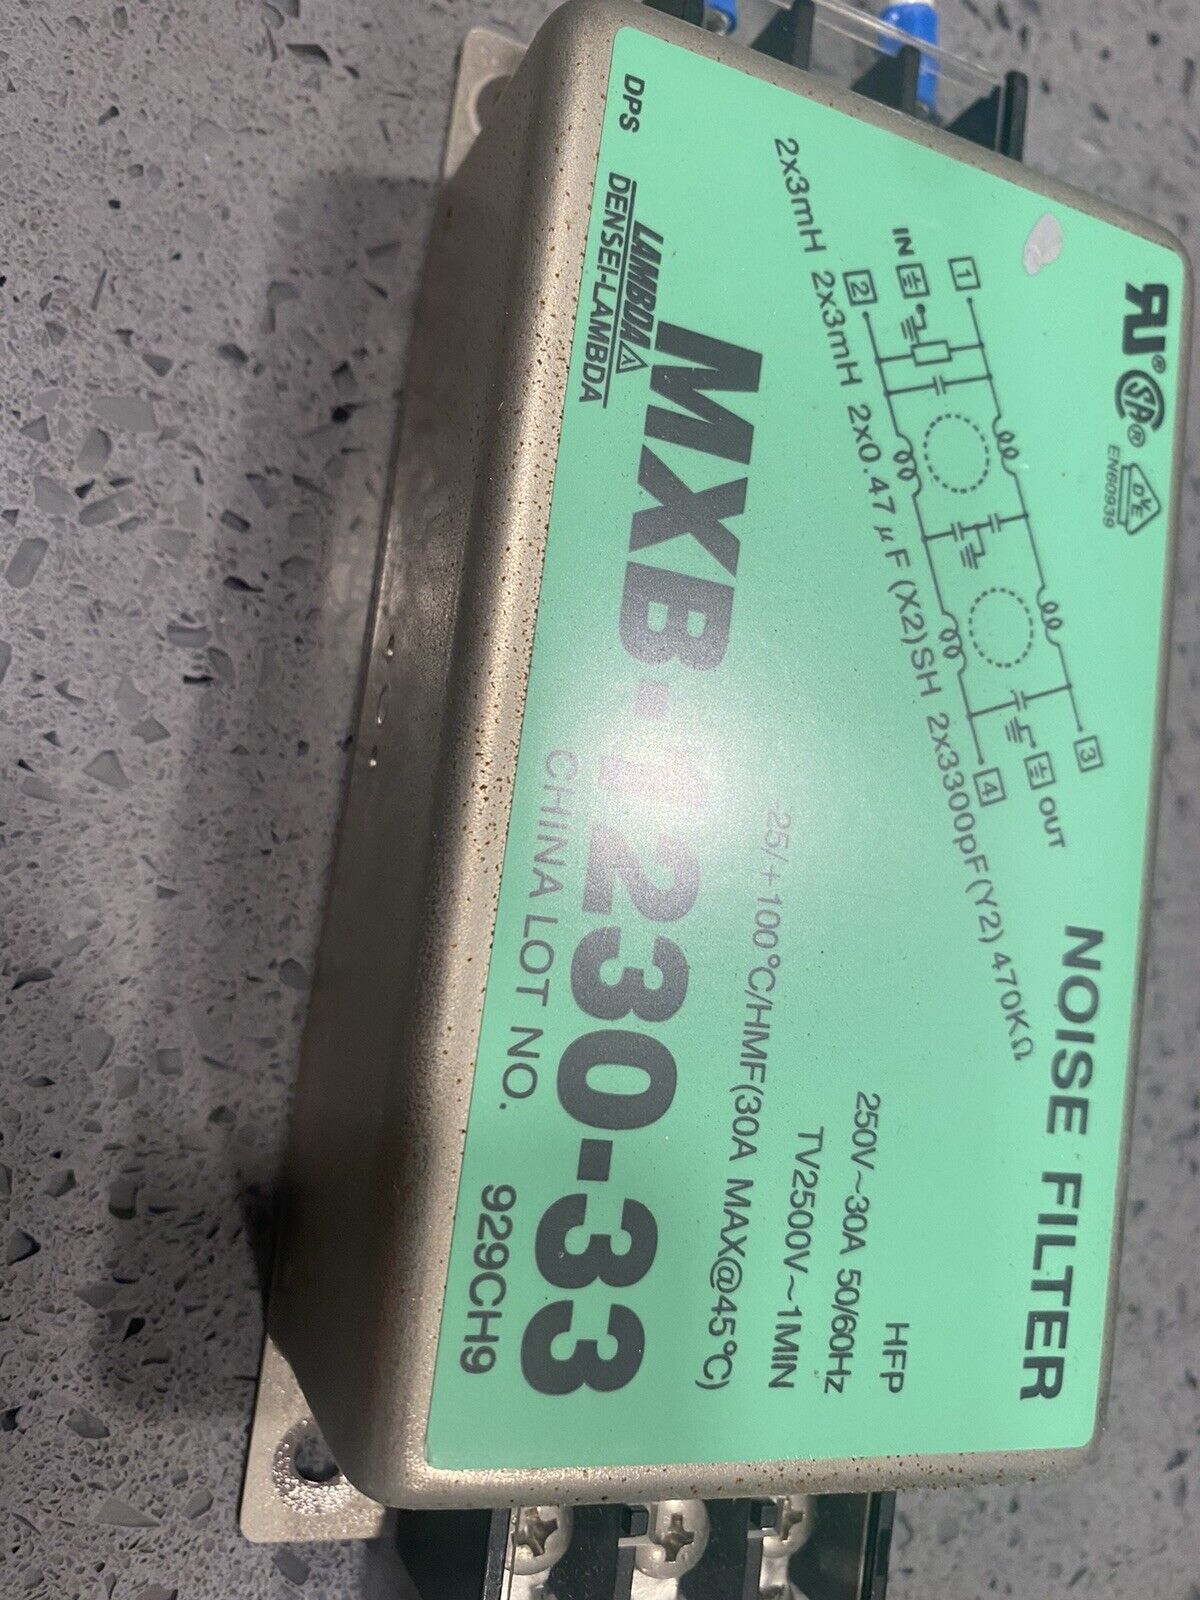 NOISE FILTER
EN60939
DVE
1
IN
2
3
OUT
4
HFP
250V~30A 50/60Hz
TV2500V~1MIN
2x3mH 2x3mH 2x0.47μF(X2)SH 2x3300pF(Y2) 470KΩ
-25/+100°C/HMF(30A MAX@45°C)
LAMBDA
MXB-1230-33
DPS DENSEI-LAMBDA
CHINA LOT NO. 929CH9